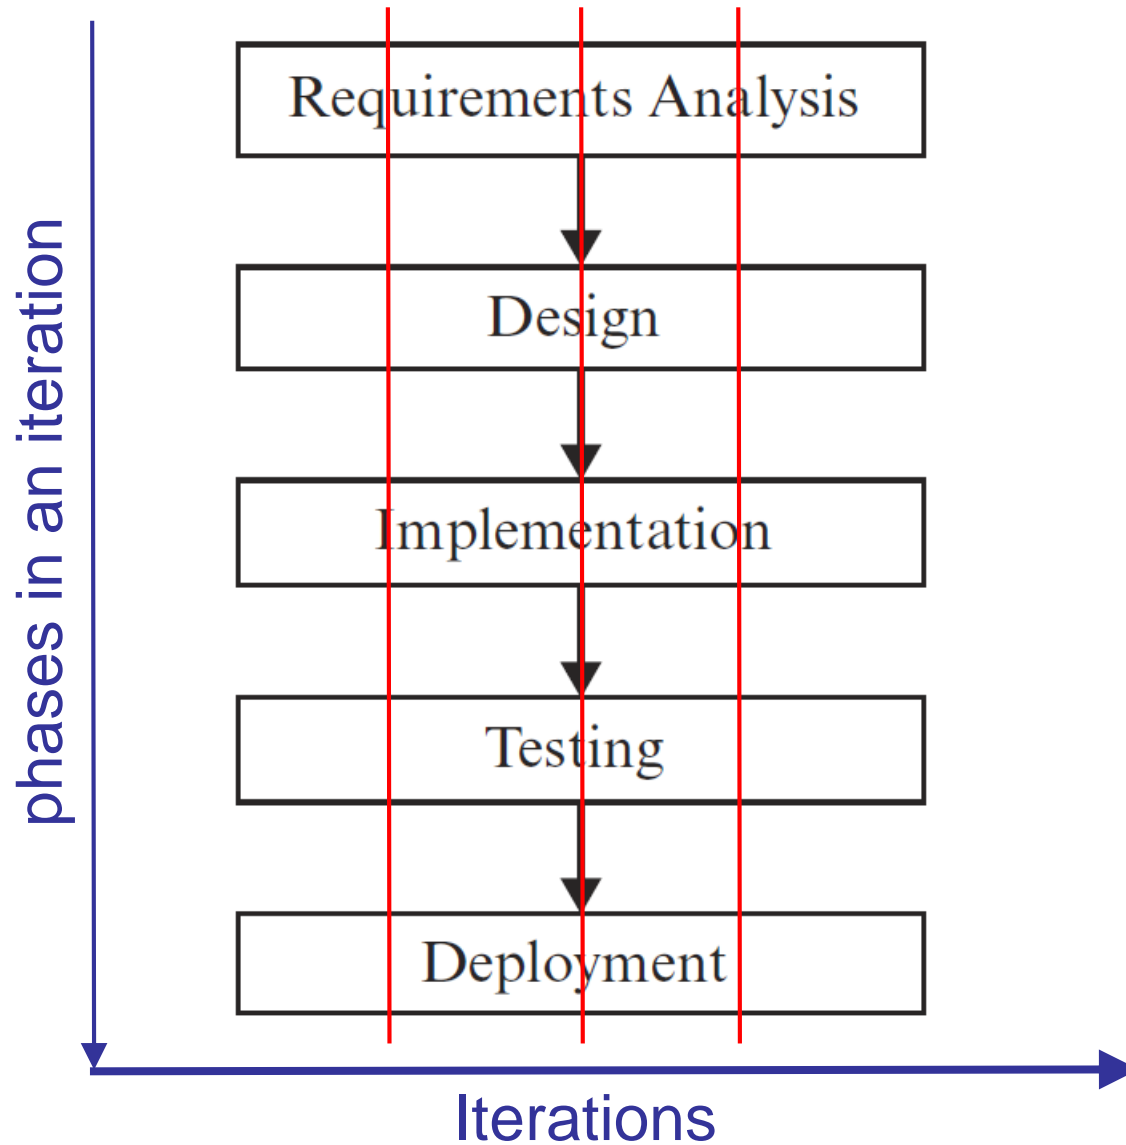 Requirements Analysis
Design
Implementation
Testing
Deployment
phases in an iteration
Iterations